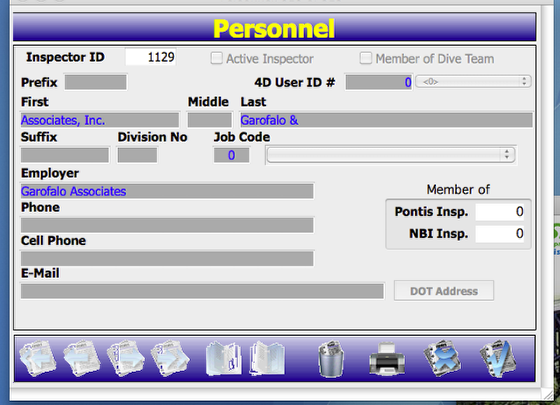 Personnel
Inspector ID 1129 Active Inspector Member of Dive Team
Prefix 4D User ID # 0 <0>
First Middle Last
Associates, Inc. Garofalo &
Suffix Division No Job Code
0
Employer
Garofalo Associates
Member of
Phone
Pontis Insp. 0
NBI Insp. 0
Cell Phone
E-Mail
DOT Address